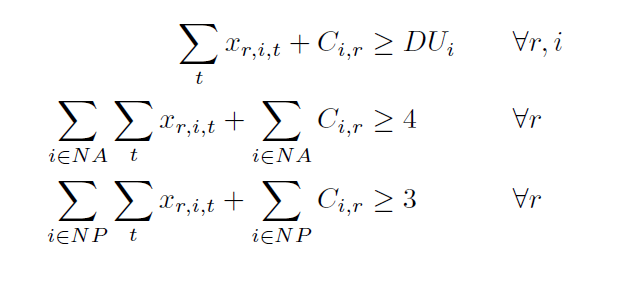 ∑_t x_{r,i,t} + C_{i,r} ≥ DU_i ∀r, i
∑_{i∈NA} ∑_t x_{r,i,t} + ∑_{i∈NA} C_{i,r} ≥ 4 ∀r
∑_{i∈NP} ∑_t x_{r,i,t} + ∑_{i∈NP} C_{i,r} ≥ 3 ∀r